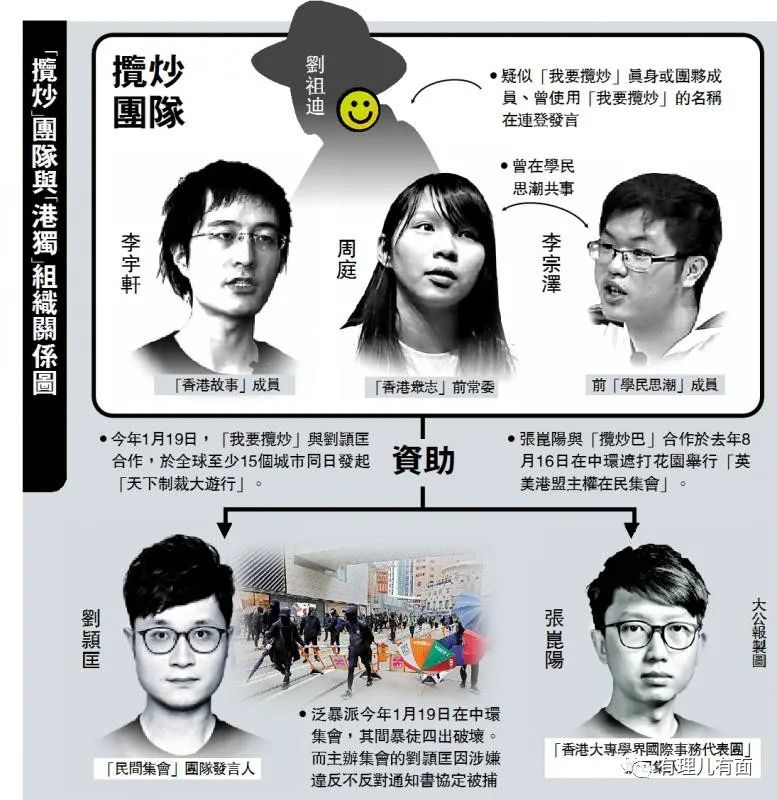 「攬炒」團隊與「港獨」組織關係圖
攬炒
團隊
劉祖迪
● 疑似「我要攬炒」真身或團夥成
員、曾使用「我要攬炒」的名稱
在連登發言
● 曾在學民
思潮共事
李宇軒
周庭
李宗澤
「香港故事」成員
「香港眾志」前常委
前「學民思潮」成員
● 今年1月19日，「我要攬炒」與劉頴匡
合作，於全球至少15個城市同日發起
「天下制裁大遊行」。
資助
● 張崑陽與「攬炒巴」合作於去年8
月16日在中環遮打花園舉行「英
美港盟主權在民集會」。
劉頴匡
張崑陽
大公報製圖
● 泛暴派今年1月19日在中環
集會，其間暴徒四出破壞。
而主辦集會的劉頴匡因涉嫌
違反不反對通知書協定被捕
「民間集會」團隊發言人
「香港大專學界國際事務代表團」
有理儿有面